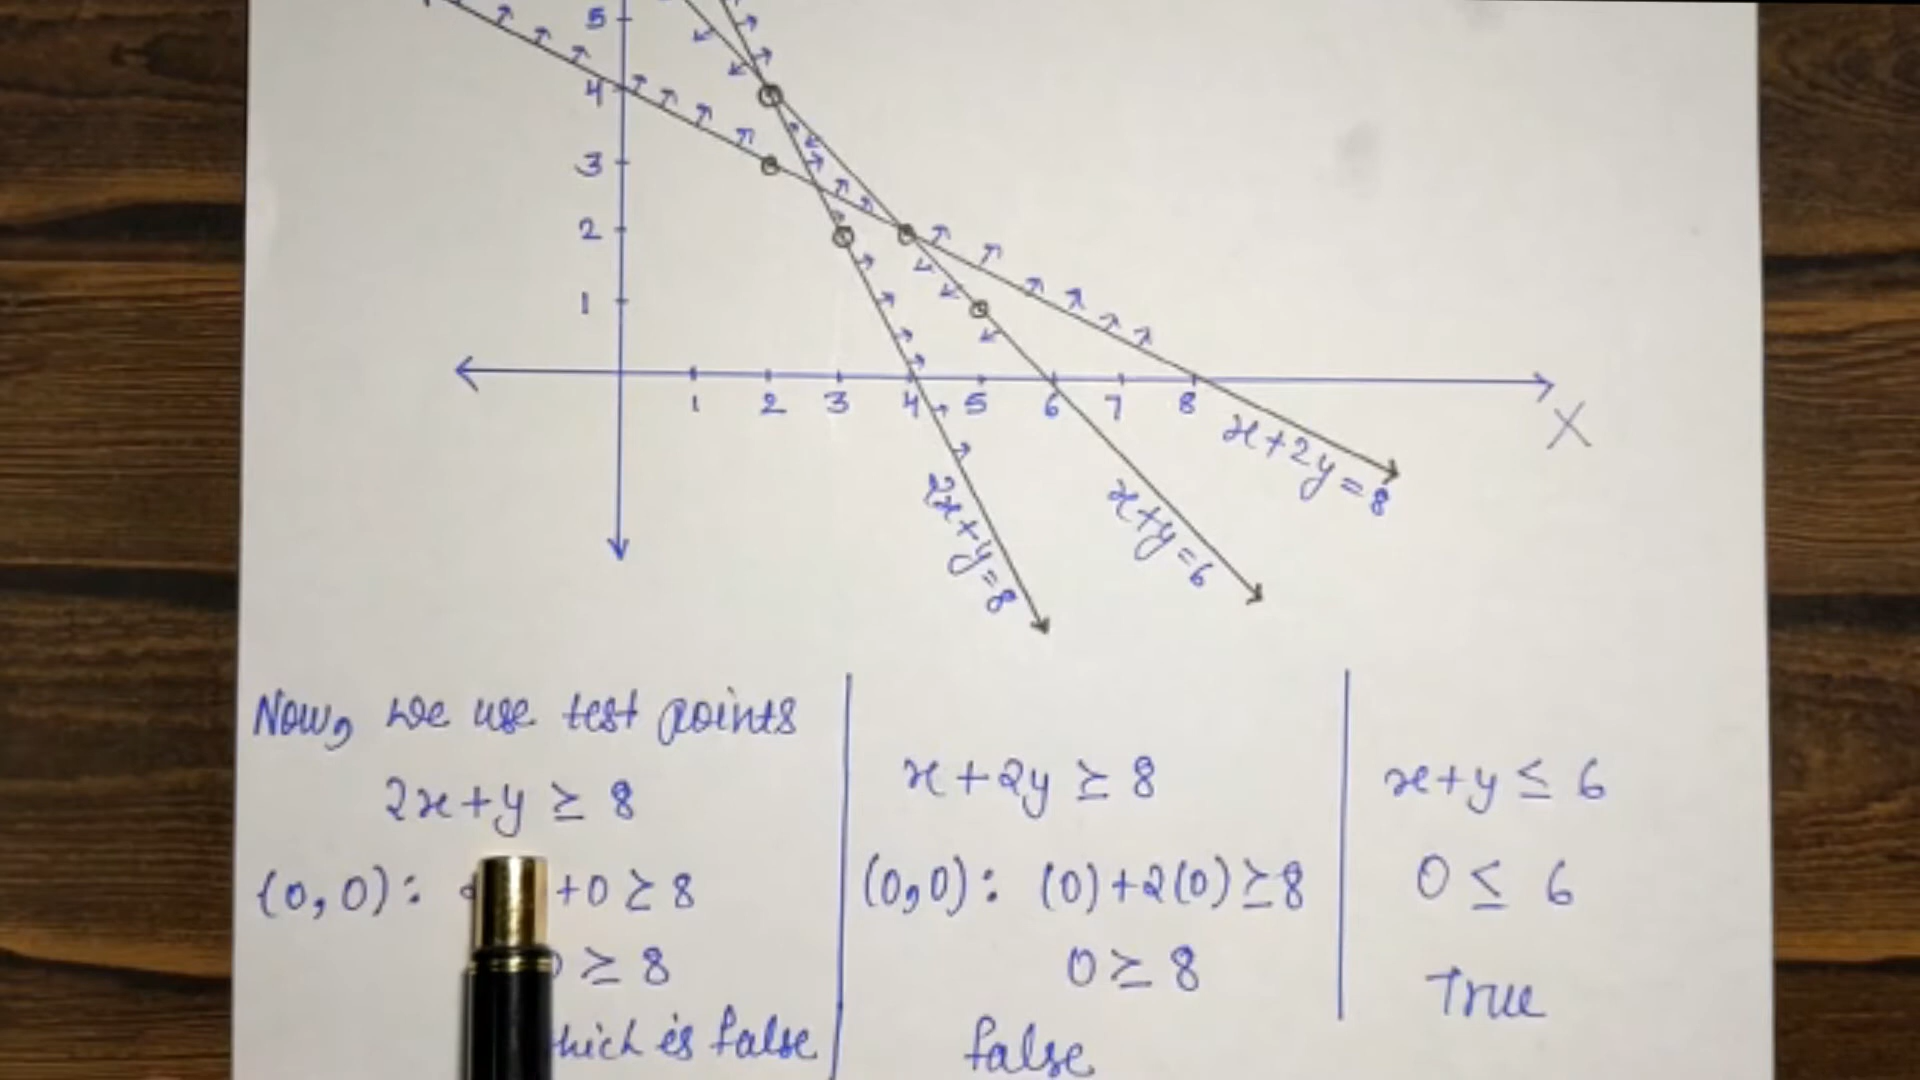 5
4
3
2
1
1 2 3 4 5 6 7 8
X
2x+y=8
x+y=6
x+2y=8
Now, we use test points
2x+y ≥ 8
(0,0): +0 ≥ 8
≥ 8
is false
x+2y ≥ 8
(0,0): (0)+2(0) ≥ 8
0 ≥ 8
false
x+y ≤ 6
0 ≤ 6
True